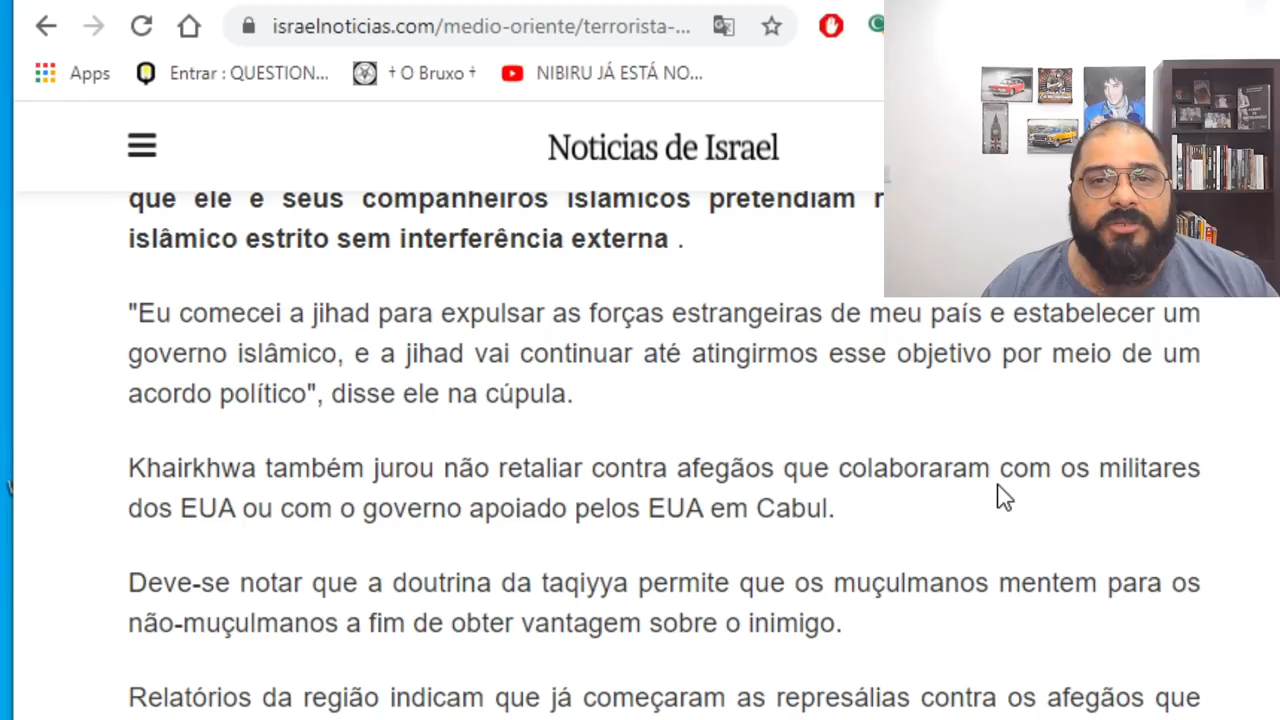 israelnoticias.com/medio-oriente/terrorista-...
Apps Entrar : QUESTION... † O Bruxo † NIBIRU JÁ ESTÁ NO...
Noticias de Israel
que ele e seus companheiros islâmicos pretendiam
islâmico estrito sem interferência externa .
"Eu comecei a jihad para expulsar as forças estrangeiras de meu país e estabelecer um
governo islâmico, e a jihad vai continuar até atingirmos esse objetivo por meio de um
acordo político", disse ele na cúpula.
Khairkhwa também jurou não retaliar contra afegãos que colaboraram com os militares
dos EUA ou com o governo apoiado pelos EUA em Cabul.
Deve-se notar que a doutrina da taqiyya permite que os muçulmanos mentem para os
não-muçulmanos a fim de obter vantagem sobre o inimigo.
Relatórios da região indicam que já começaram as represálias contra os afegãos que